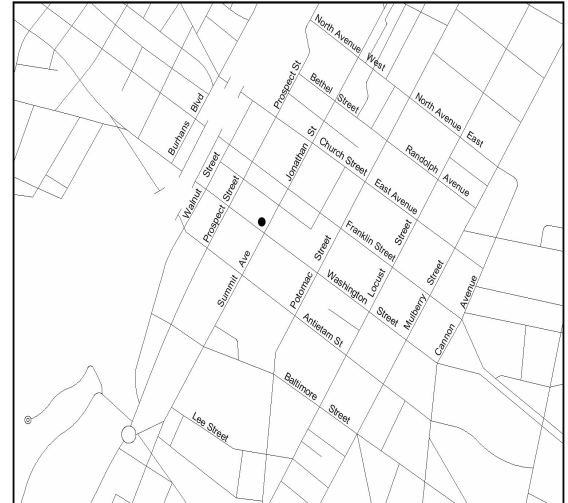 North Avenue West
North Avenue East
Bethel Street
Prospect St
Burhans Blvd
Randolph Avenue
Jonathan St
Church Street
East Avenue
Walnut Street
Prospect Street
Franklin Street
Locust Street
Summit Ave
Potomac Street
Washington Street
Mulberry Street
Cannon Avenue
Antietam St
Baltimore Street
Lee Street